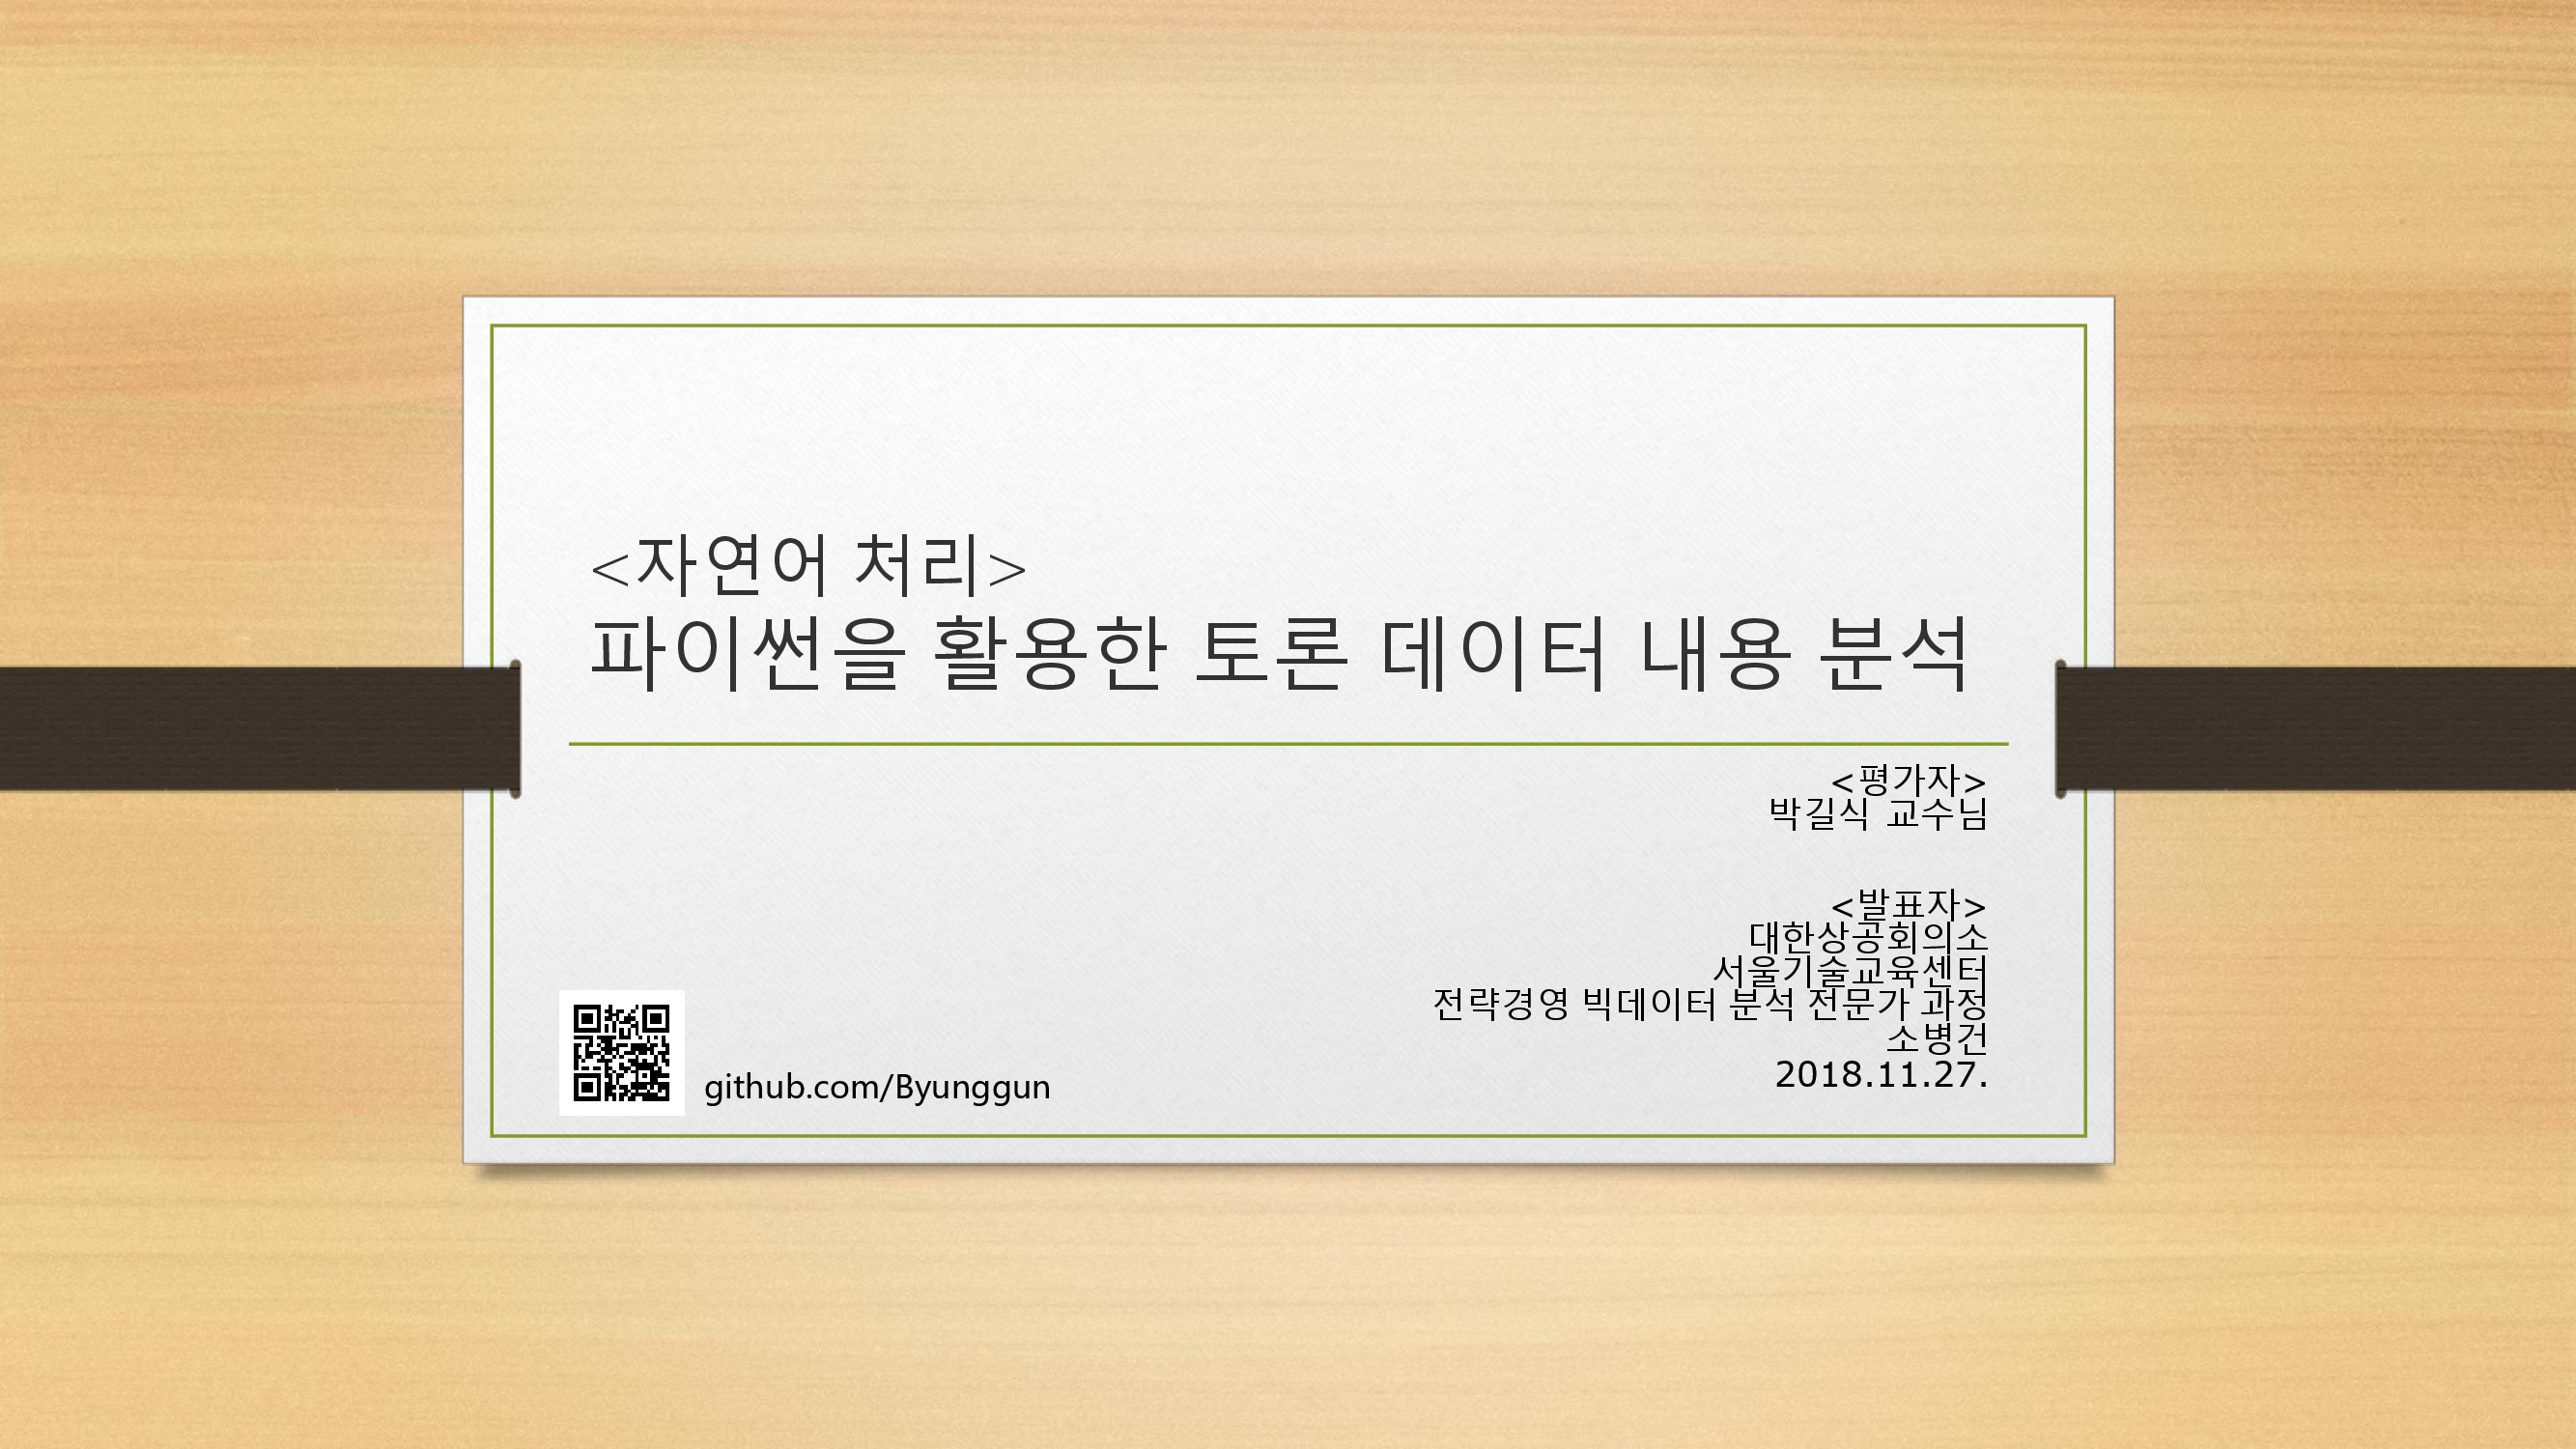 <자연어 처리>
파이썬을 활용한 토론 데이터 내용 분석
<평가자>
박길식 교수님
<발표자>
대한상공회의소
서울기술교육센터
전략경영 빅데이터 분석 전문가 과정
소병건
2018.11.27.
github.com/Byunggun